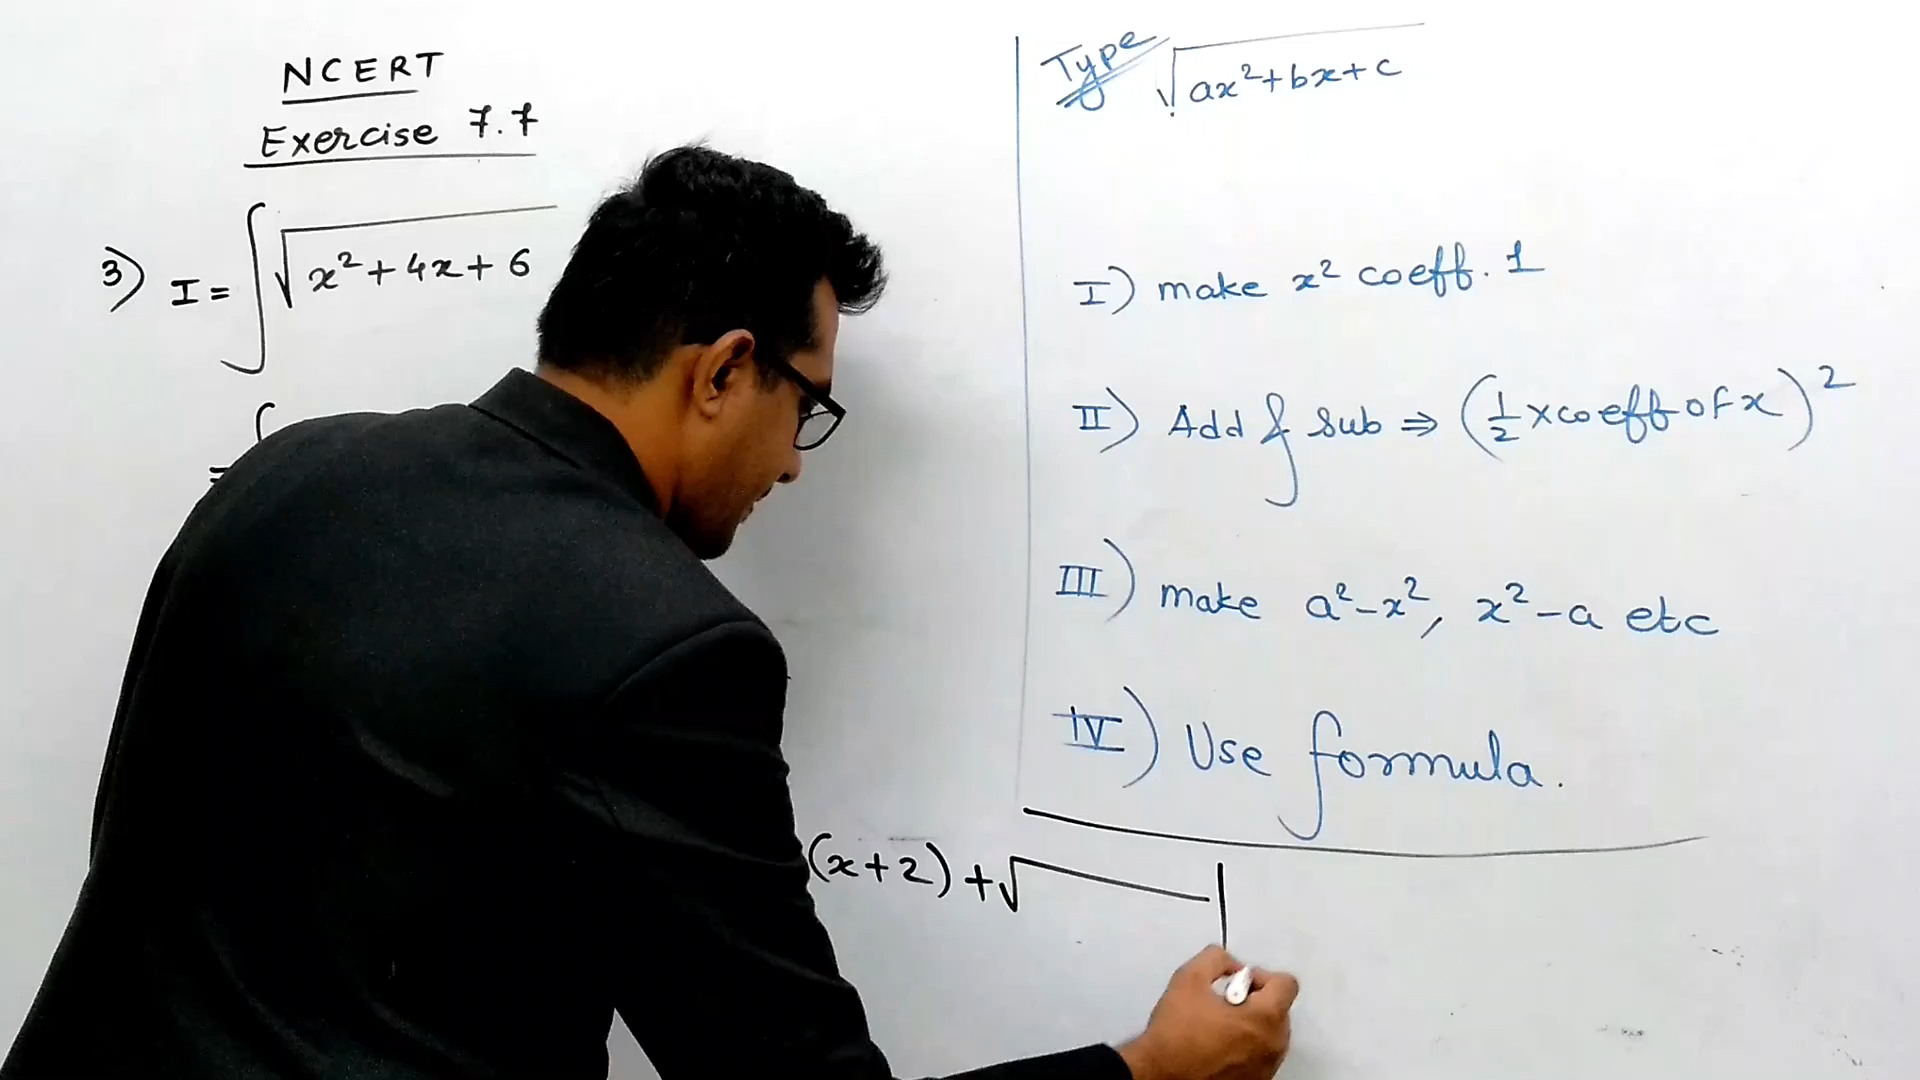 NCERT
Exercise 7.7
3) I = ∫√x²+4x+6
= ∫
(x+2)+√ |
Type √ax²+bx+c
I) make x² coeff. 1
II) Add & Sub ⇒ (1/2 x coeff of x)²
III) make a²-x², x²-a etc
IV) Use formula.